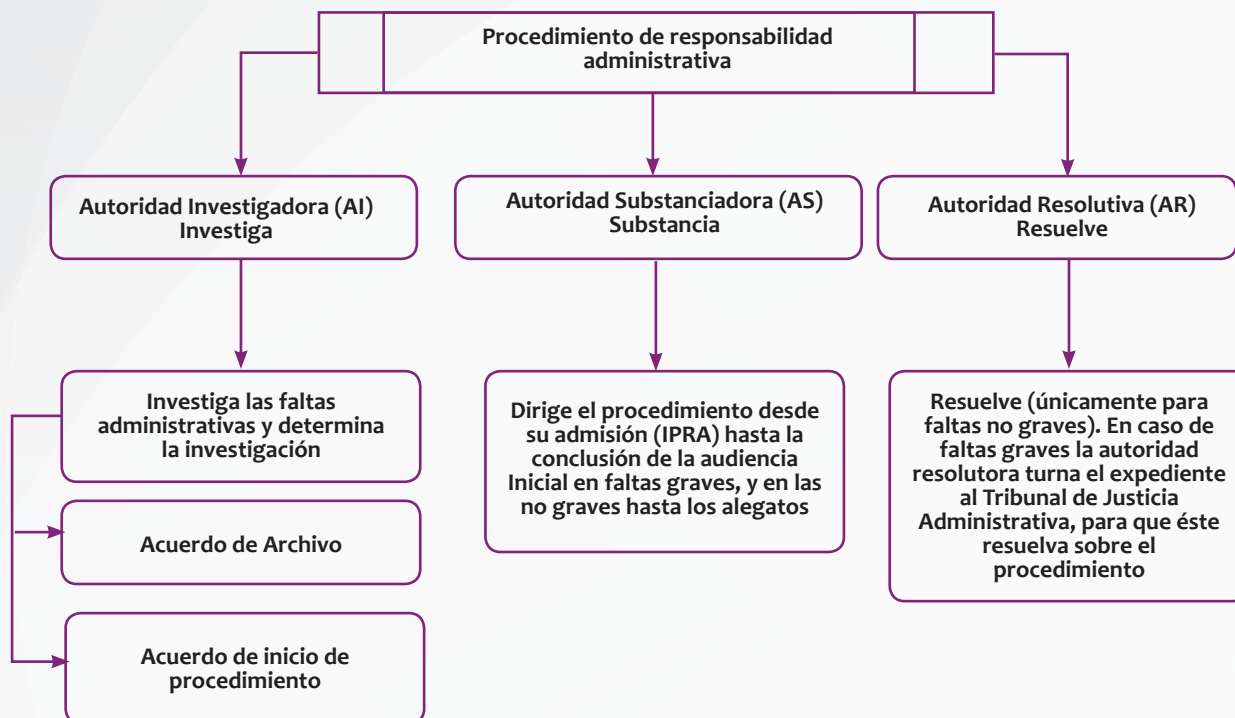 Procedimiento de responsabilidad
administrativa
Autoridad Investigadora (AI)
Investiga
Autoridad Substanciadora (AS)
Substancia
Autoridad Resolutiva (AR)
Resuelve
Investiga las faltas
administrativas y determina
la investigación
Dirige el procedimiento desde
su admisión (IPRA) hasta la
conclusión de la audiencia
Inicial en faltas graves, y en las
no graves hasta los alegatos
Resuelve (únicamente para
faltas no graves). En caso de
faltas graves la autoridad
resolutora turna el expediente
al Tribunal de Justicia
Administrativa, para que éste
resuelva sobre el
procedimiento
Acuerdo de Archivo
Acuerdo de inicio de
procedimiento